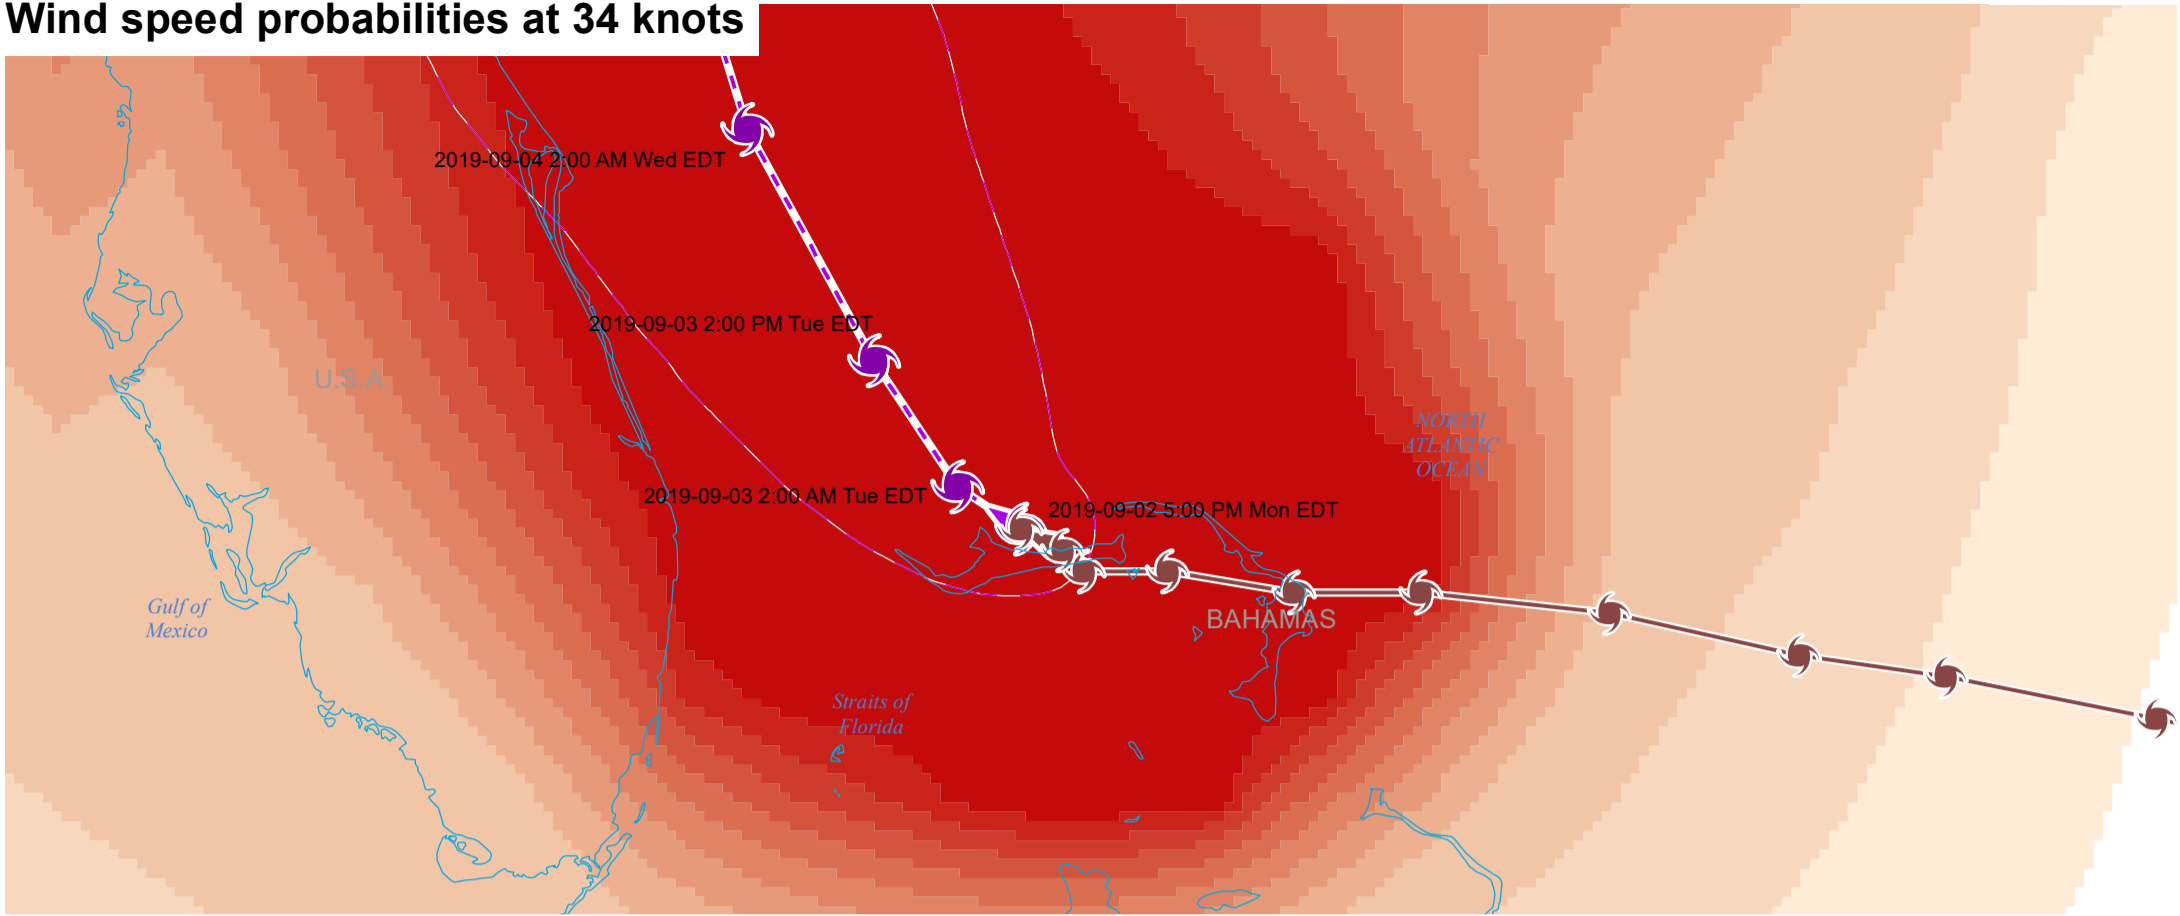 Wind speed probabilities at 34 knots
2019-09-04 2:00 AM Wed EDT
2019-09-03 2:00 PM Tue EDT
U.S.A
NORTH
ATLANTIC
OCEAN
2019-09-03 2:00 AM Tue EDT
2019-09-02 5:00 PM Mon EDT
Gulf of
Mexico
BAHAMAS
Straits of
Florida